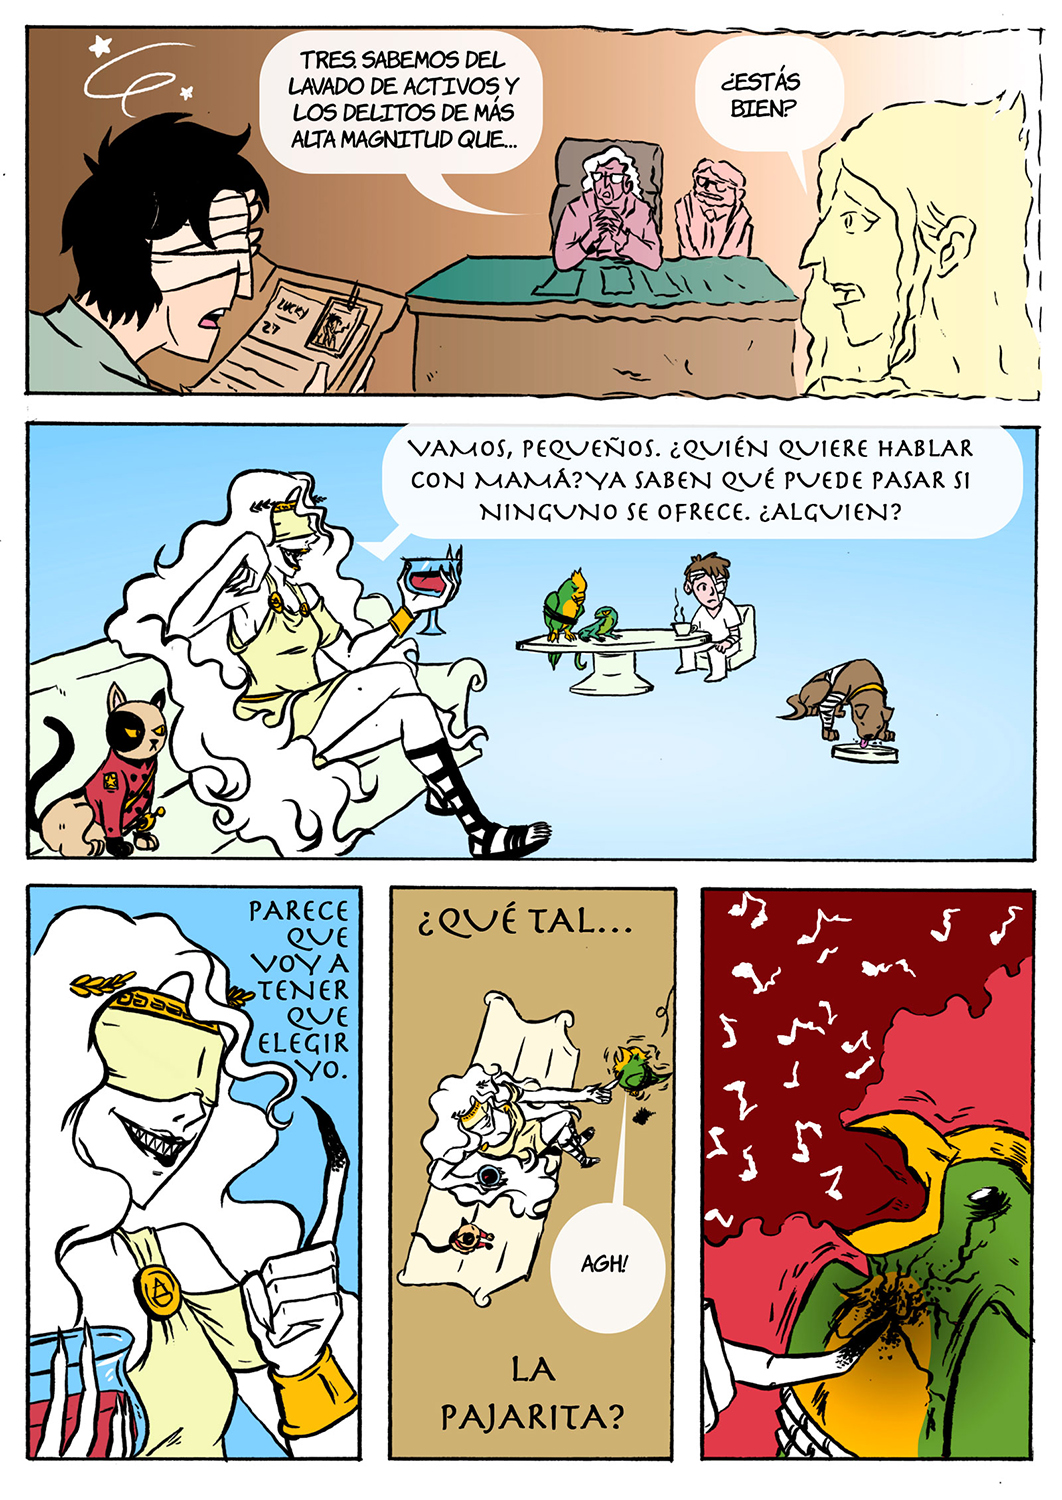 TRES. SABEMOS DEL
LAVADO DE ACTIVOS Y
LOS DELITOS DE MÁS
ALTA MAGNITUD QUE...
¿ESTÁS
BIEN?
LUCKY
27
VAMOS, PEQUEÑOS. ¿QUIÉN QUIERE HABLAR
CON MAMÁ? YA SABEN QUÉ PUEDE PASAR SI
NINGUNO SE OFRECE. ¿ALGUIEN?
PARECE
QUE
VOY A
TENER
QUE
ELEGIR
YO.
A
¿QUÉ TAL...
AGH!
LA
PAJARITA?